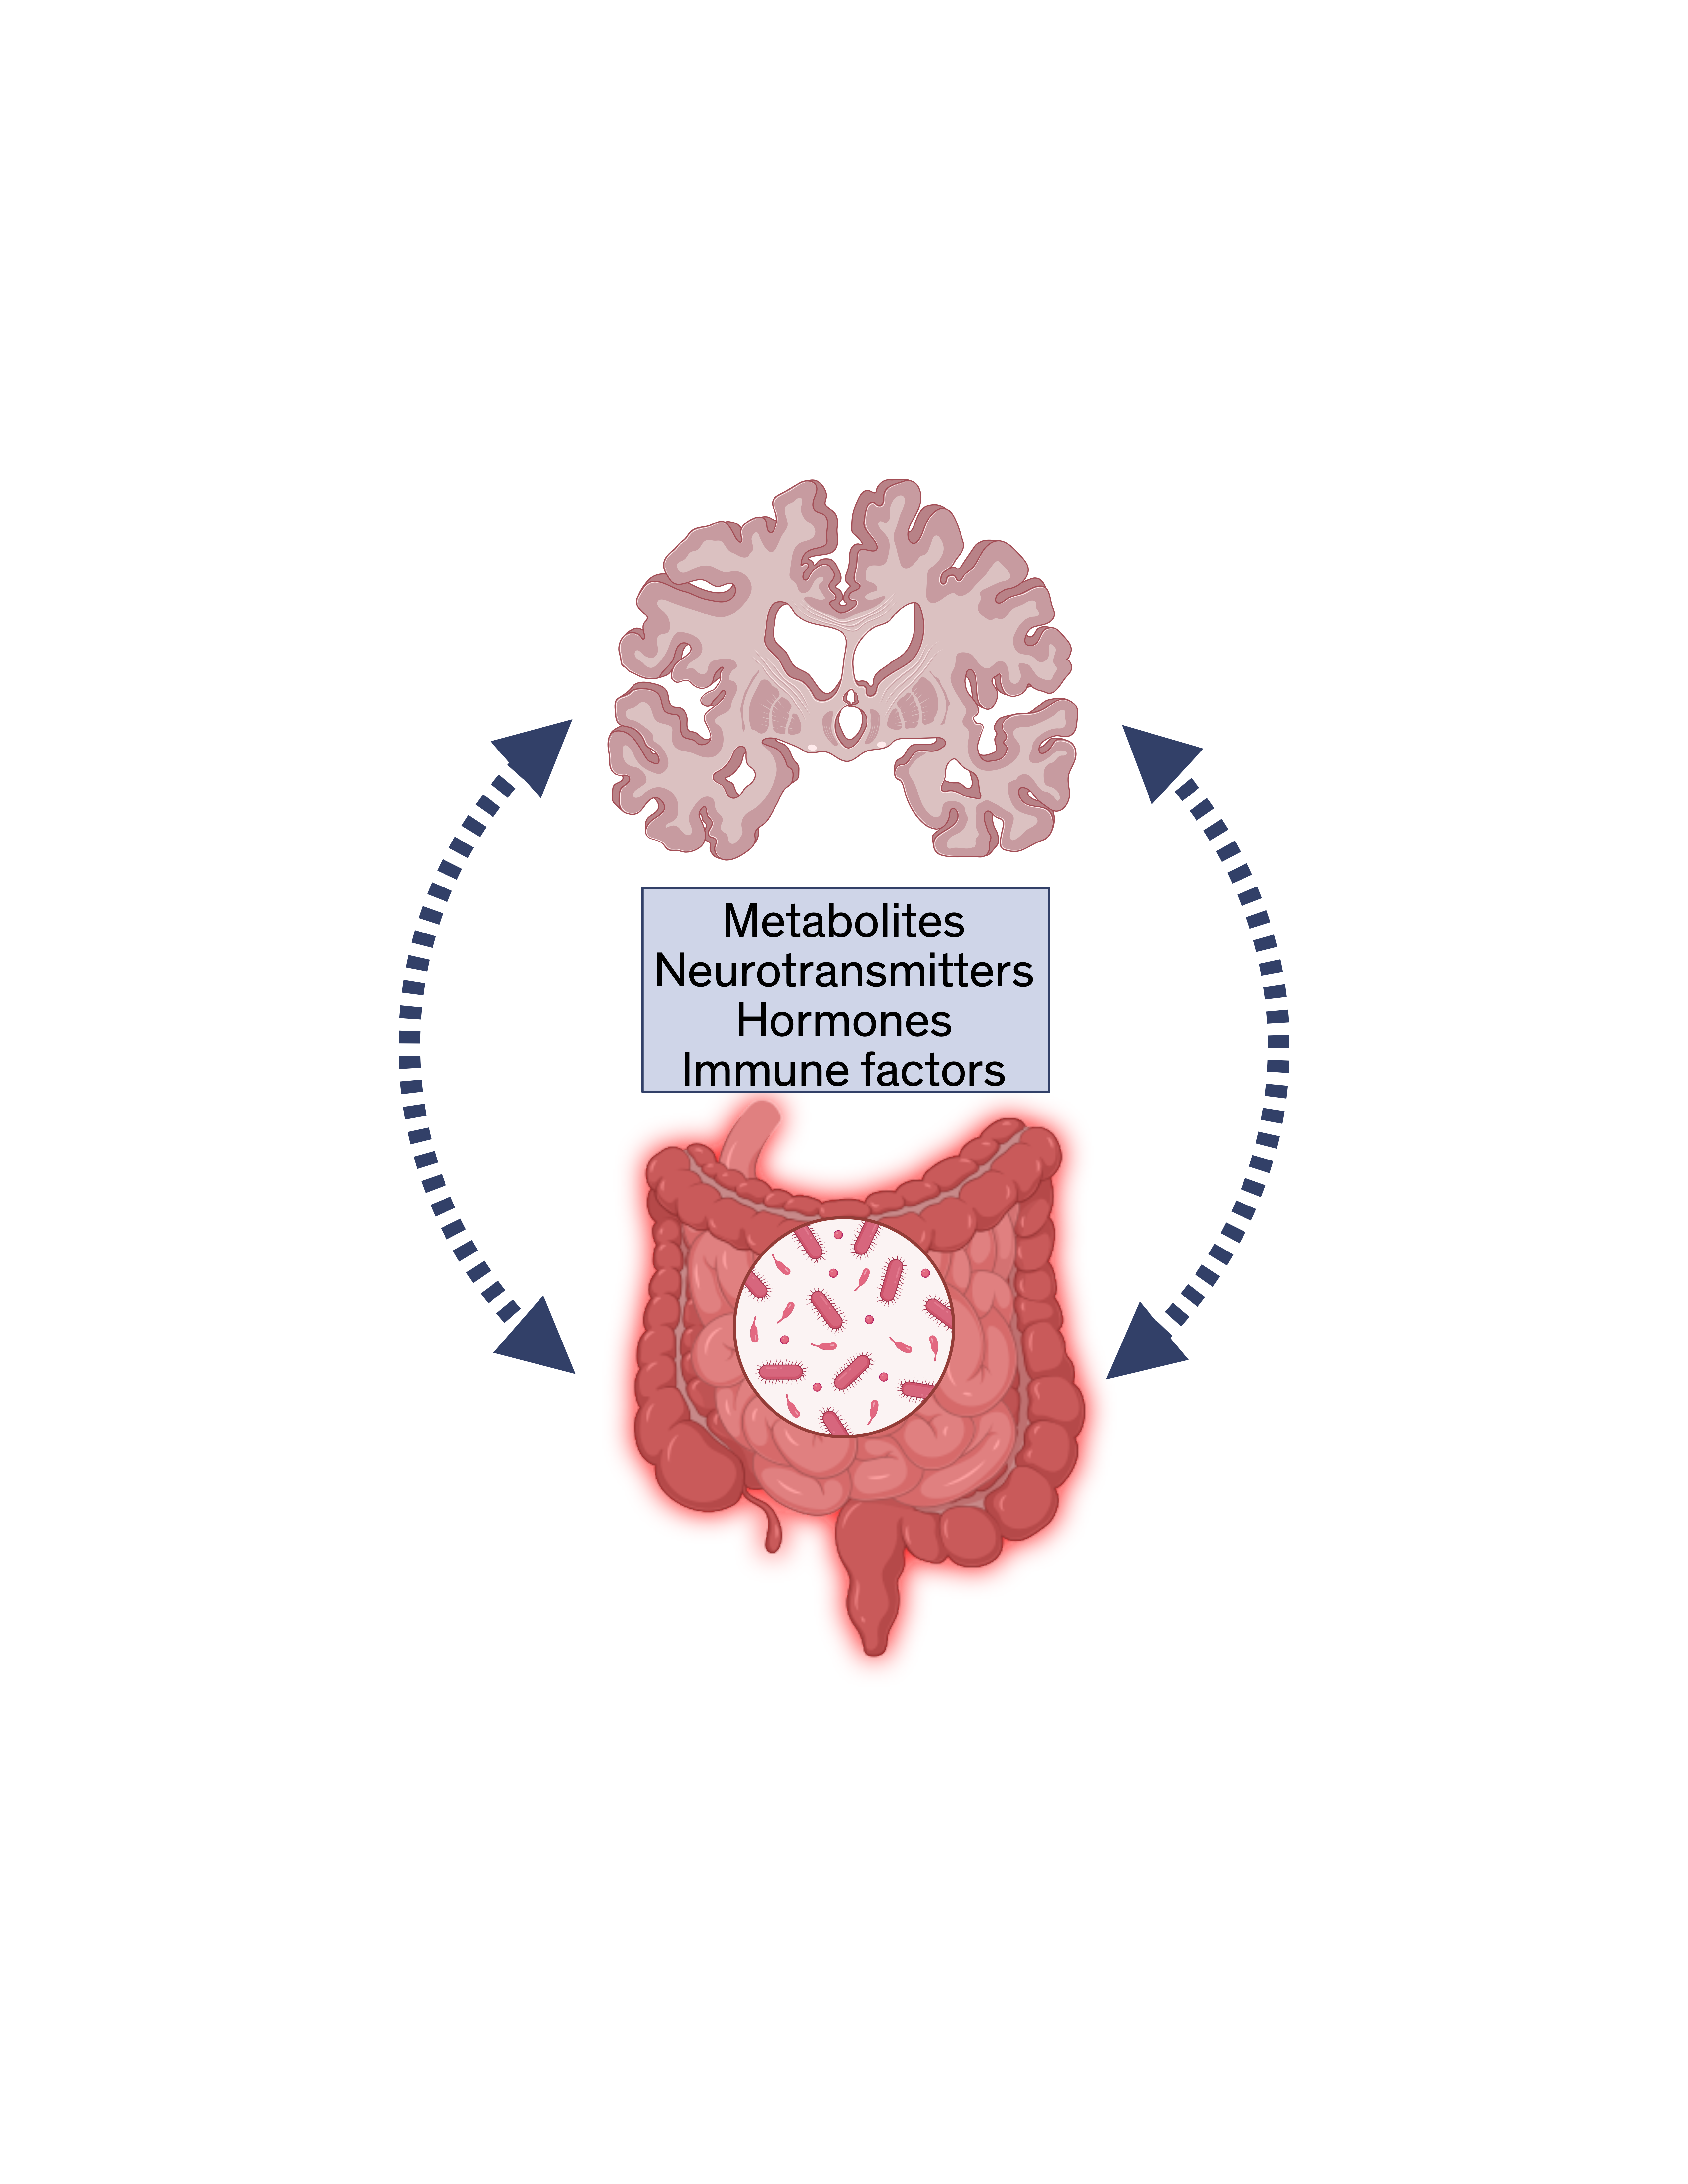 Metabolites
Neurotransmitters
Hormones
Immune factors